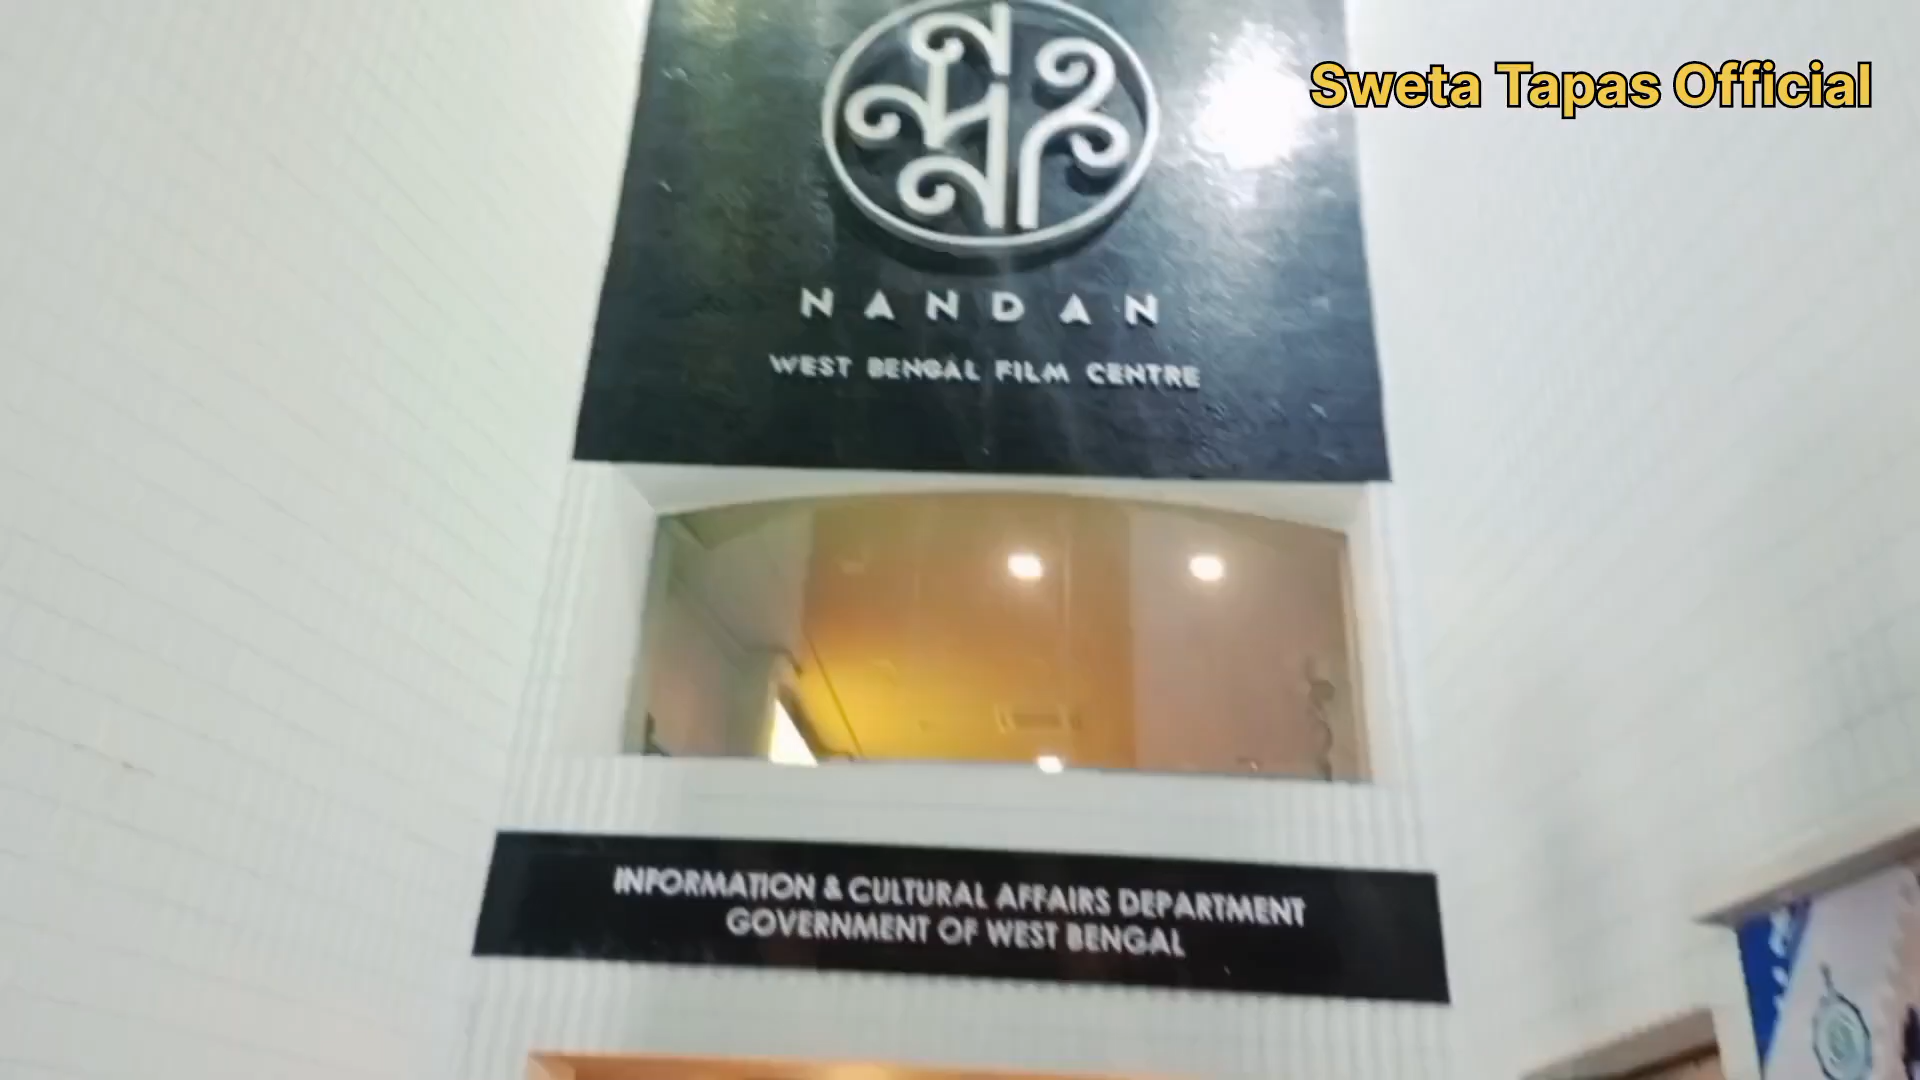 Sweta Tapas Official
NANDAN
WEST BENGAL FILM CENTRE
INFORMATION & CULTURAL AFFAIRS DEPARTMENT
GOVERNMENT OF WEST BENGAL